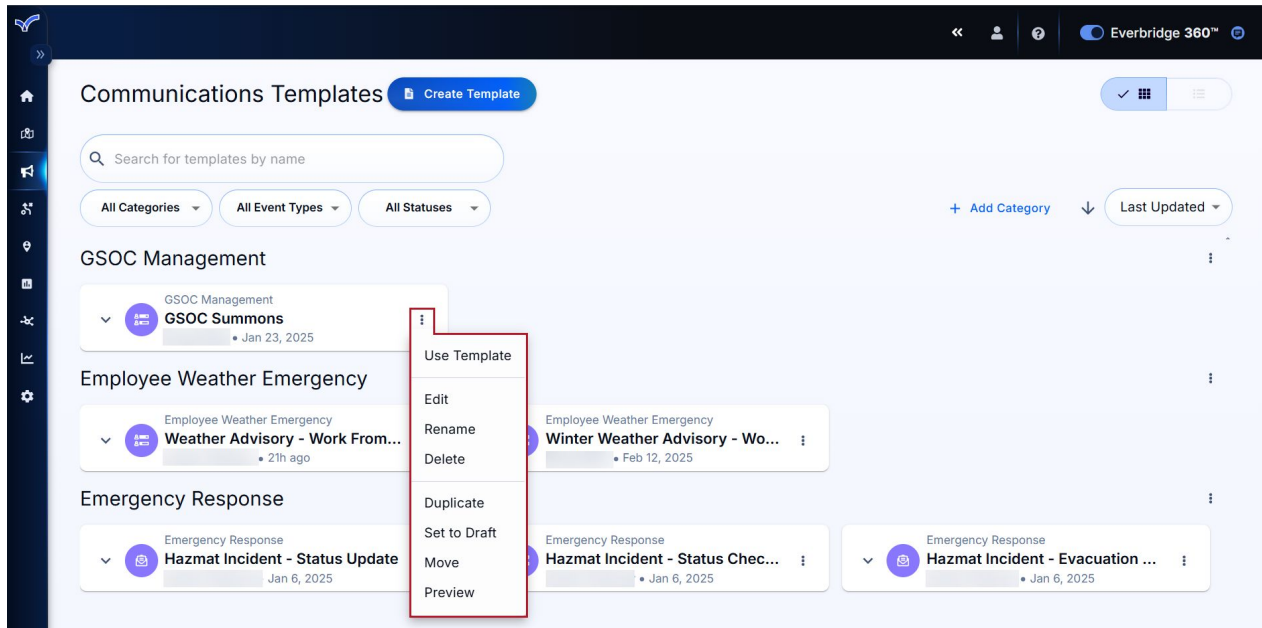 Everbridge 360™
Communications Templates
Create Template
Search for templates by name
All Categories
All Event Types
All Statuses
+ Add Category
Last Updated
GSOC Management
GSOC Management
GSOC Summons
• Jan 23, 2025
Use Template
Edit
Rename
Delete
Duplicate
Set to Draft
Move
Preview
Employee Weather Emergency
Employee Weather Emergency
Weather Advisory - Work From...
• 21h ago
Employee Weather Emergency
Winter Weather Advisory - Wo...
• Feb 12, 2025
Emergency Response
Emergency Response
Hazmat Incident - Status Update
Jan 6, 2025
Emergency Response
Hazmat Incident - Status Chec...
• Jan 6, 2025
Emergency Response
Hazmat Incident - Evacuation ...
• Jan 6, 2025